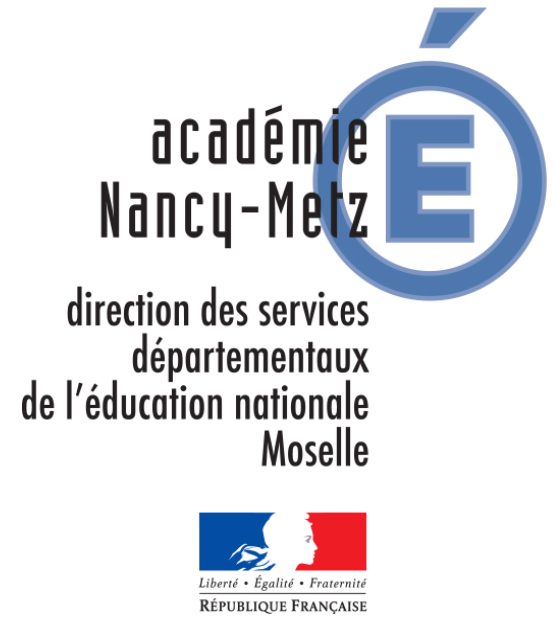 académie
Nancy-Metz
É
direction des services
départementaux
de l'éducation nationale
Moselle
Liberté • Égalité • Fraternité
RÉPUBLIQUE FRANÇAISE